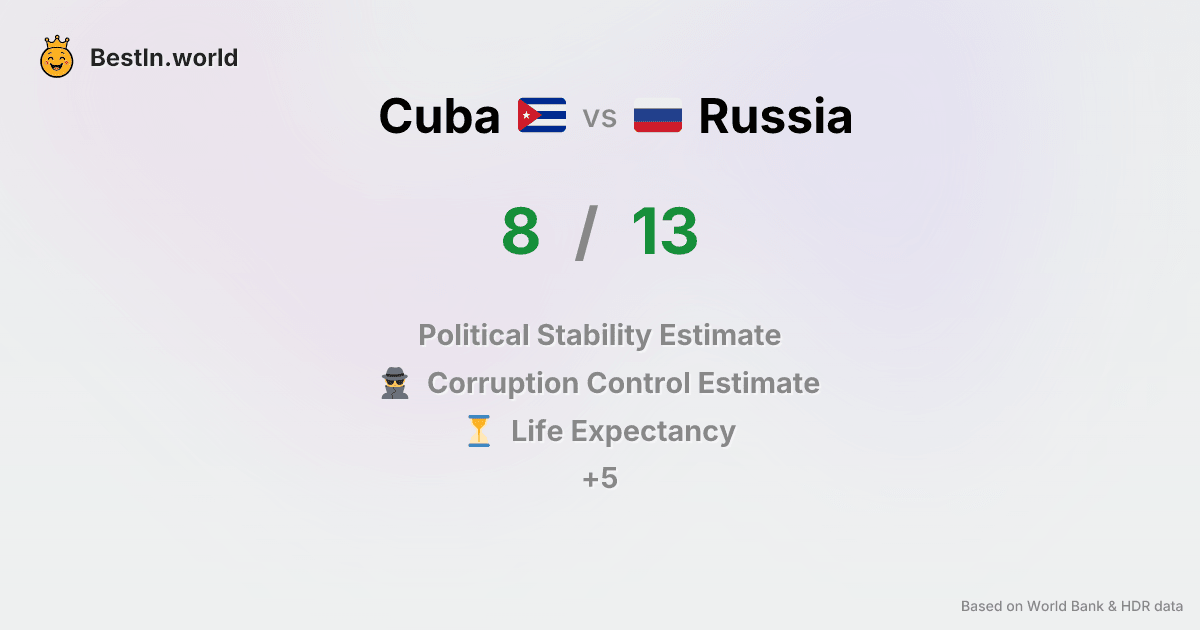 BestIn.world
Cuba vs Russia
8 / 13
Political Stability Estimate
Corruption Control Estimate
Life Expectancy
+5
Based on World Bank & HDR data